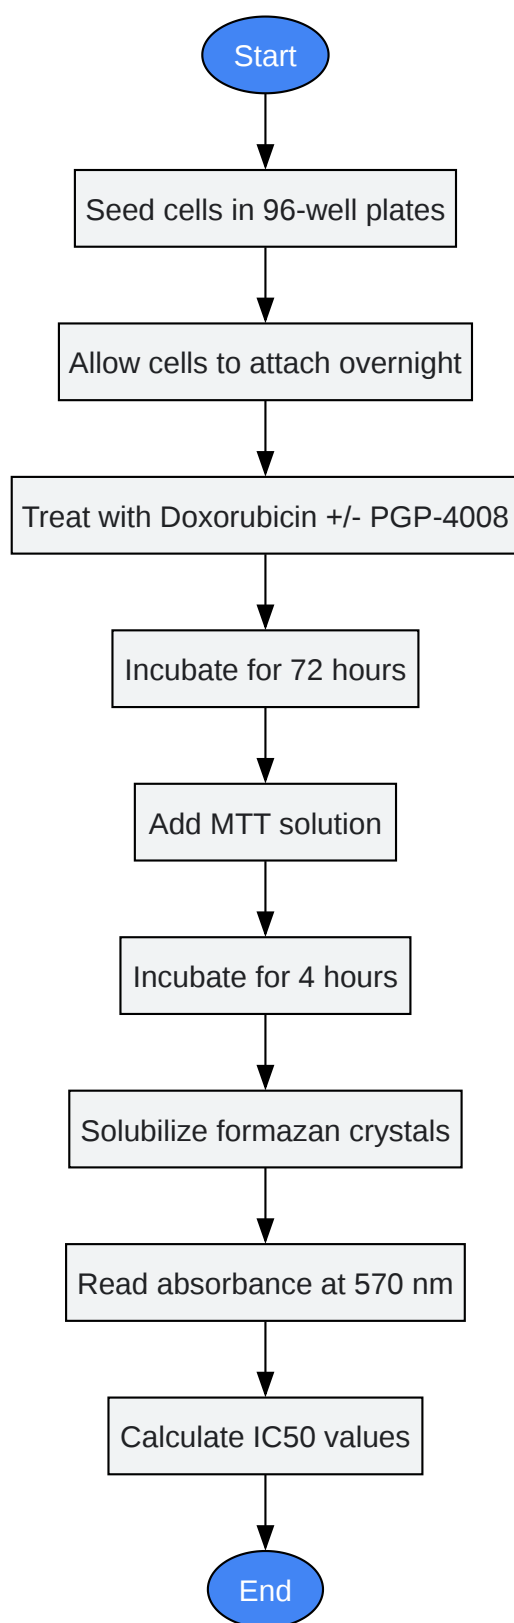 Start
Seed cells in 96-well plates
Allow cells to attach overnight
Treat with Doxorubicin +/- PGP-4008
Incubate for 72 hours
Add MTT solution
Incubate for 4 hours
Solubilize formazan crystals
Read absorbance at 570 nm
Calculate IC50 values
End